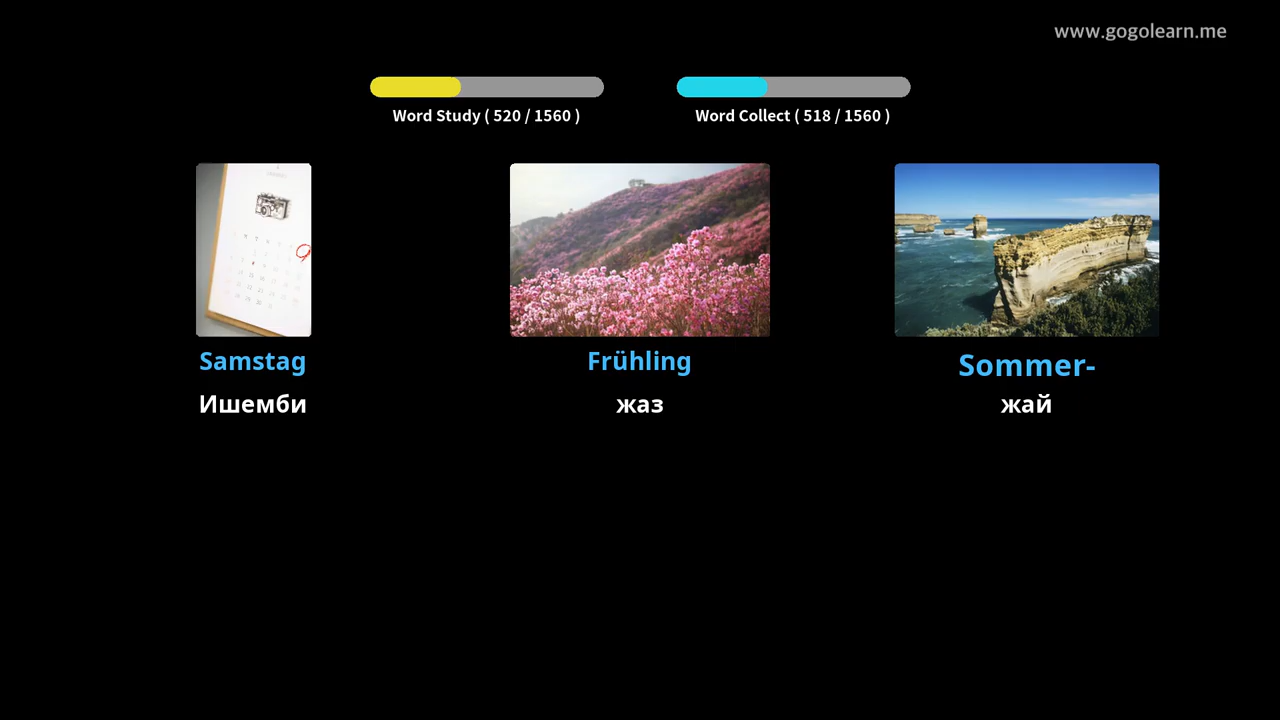 www.gogolearn.me
Word Study ( 520 / 1560 )
Word Collect ( 518 / 1560 )
Samstag
Ишемби
Frühling
жаз
Sommer-
жай